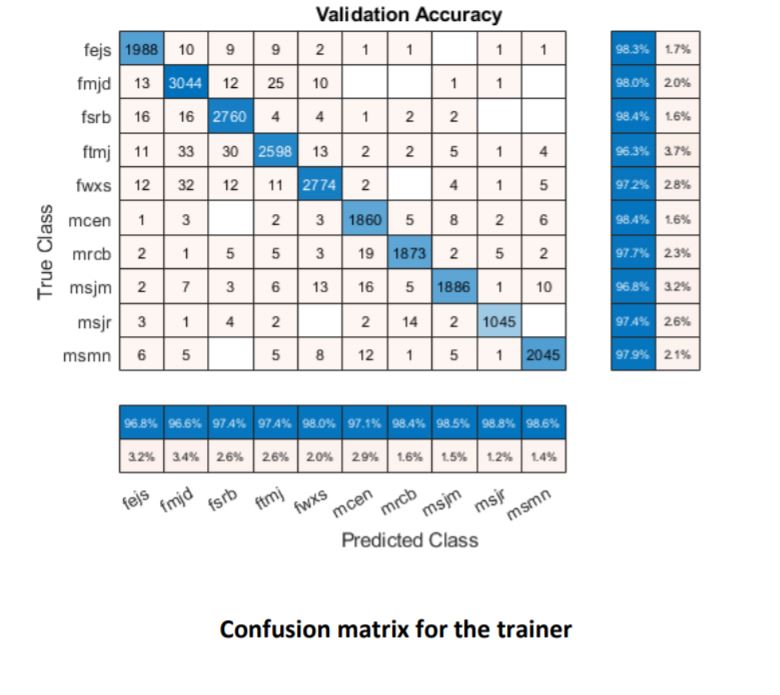 Validation Accuracy
fejs 1988 10 9 9 2 1 1 1 1 98.3% 1.7%
fmjd 13 3044 12 25 10 1 1 98.0% 2.0%
fsrb 16 16 2760 4 4 1 2 2 98.4% 1.6%
ftmj 11 33 30 2598 13 2 2 5 1 4 96.3% 3.7%
fwxs 12 32 12 11 2774 2 4 1 5 97.2% 2.8%
mcen 1 3 2 3 1860 5 8 2 6 98.4% 1.6%
mrcb 2 1 5 5 3 19 1873 2 5 2 97.7% 2.3%
msjm 2 7 3 6 13 16 5 1886 1 10 96.8% 3.2%
msjr 3 1 4 2 2 14 2 1045 97.4% 2.6%
msmn 6 5 5 8 12 1 5 1 2045 97.9% 2.1%
True Class
96.8% 96.6% 97.4% 97.4% 98.0% 97.1% 98.4% 98.5% 98.8% 98.6%
3.2% 3.4% 2.6% 2.6% 2.0% 2.9% 1.6% 1.5% 1.2% 1.4%
fejs fmjd fsrb ftmj fwxs mcen mrcb msjm msjr msmn
Predicted Class
Confusion matrix for the trainer